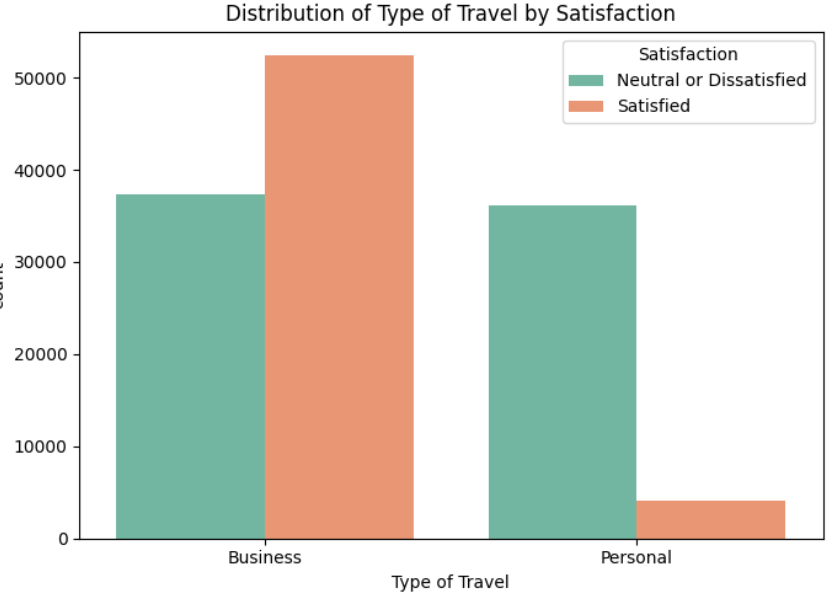 Distribution of Type of Travel by Satisfaction
Satisfaction
Neutral or Dissatisfied
Satisfied
50000
40000
30000
20000
10000
0
count
Business
Personal
Type of Travel